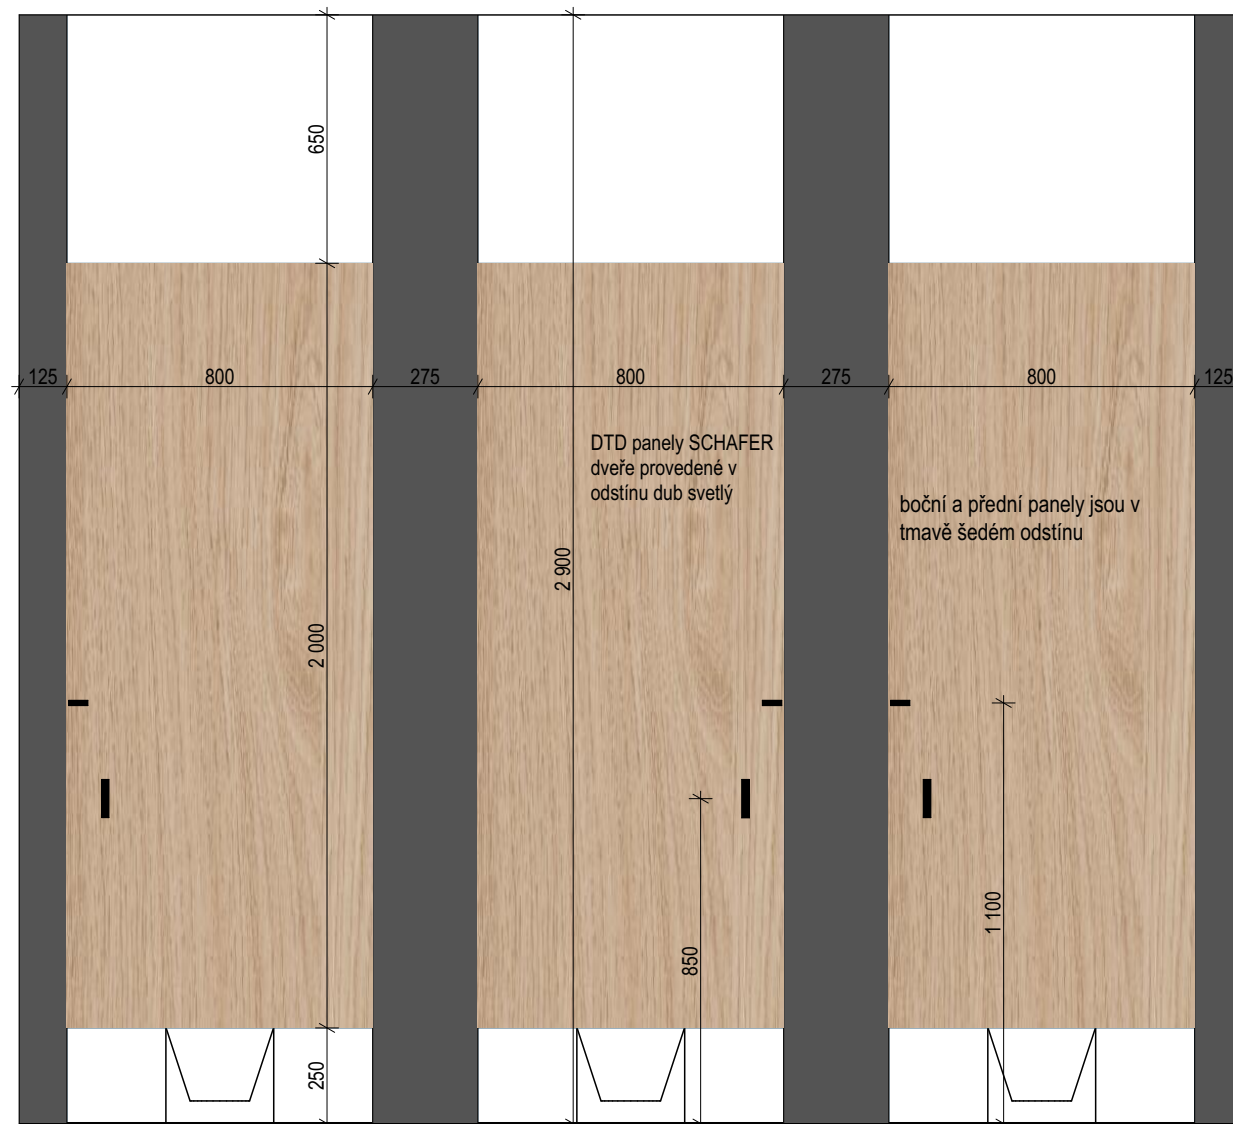 650
125
800
275
800
275
800
125
DTD panely SCHAFER
dveře provedené v
odstínu dub svetlý
boční a přední panely jsou v
tmavě šedém odstínu
2 900
2 000
1 100
850
250